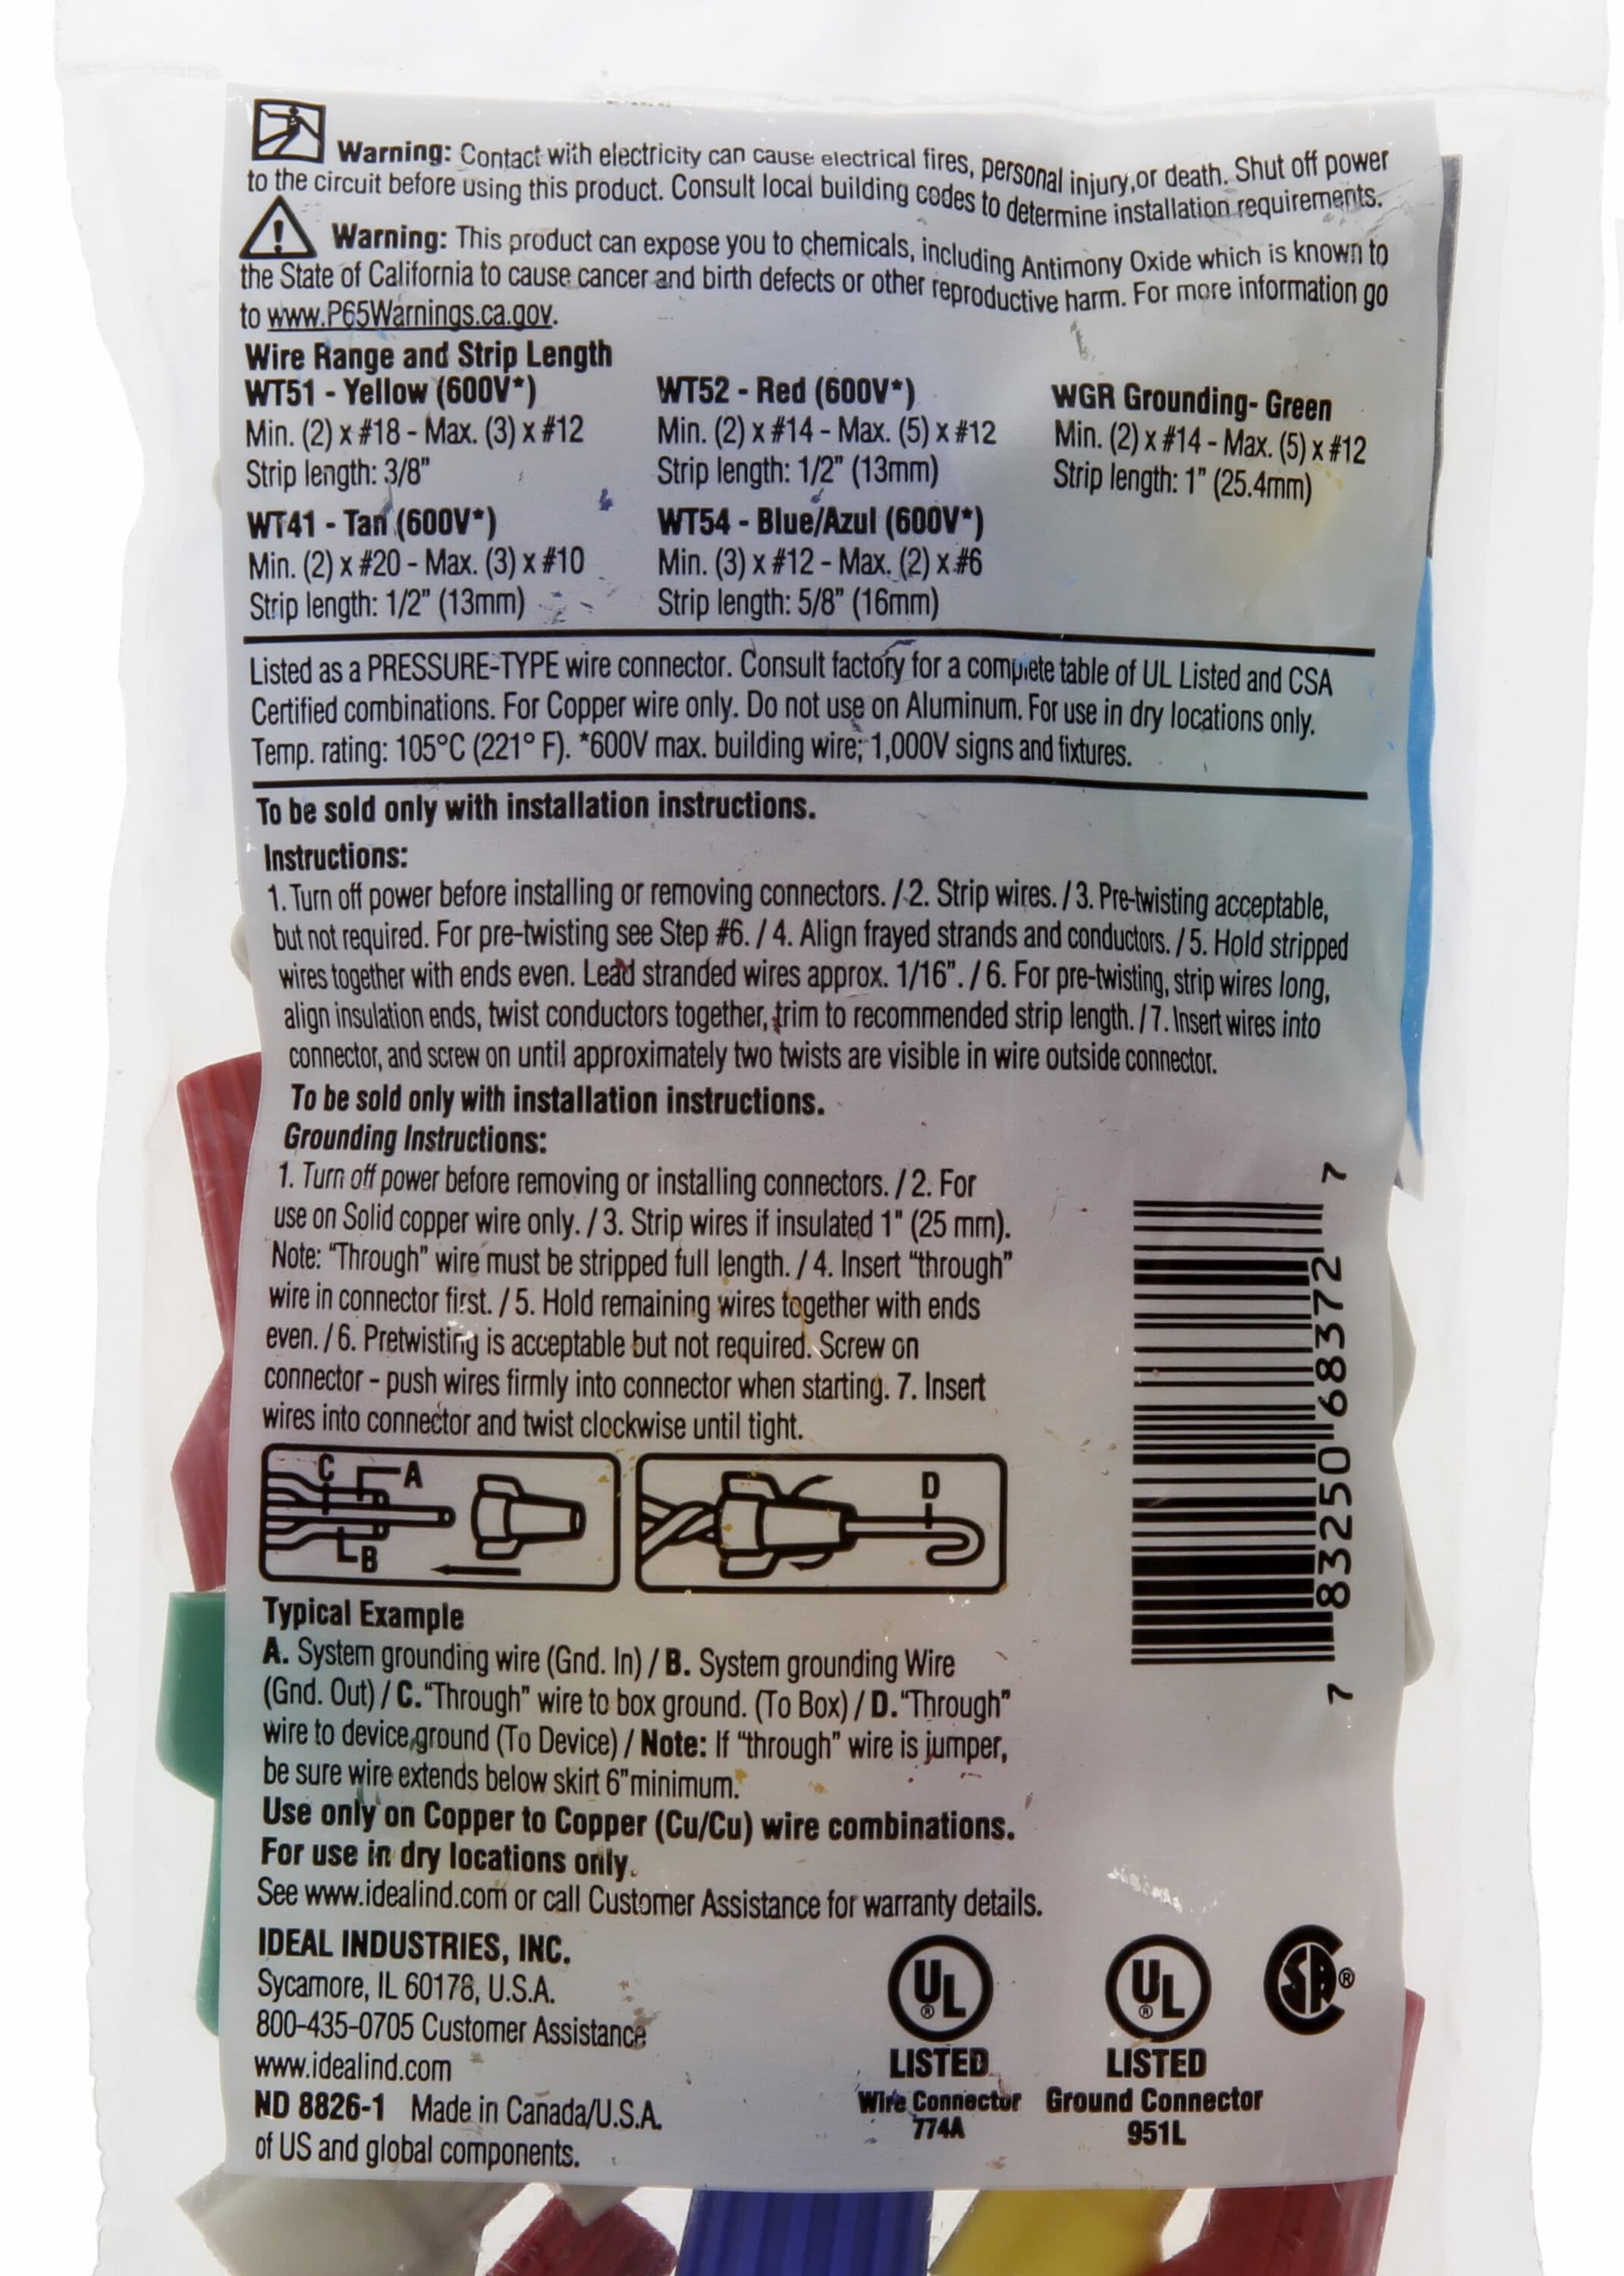 Warning: Contact with electricity can cause electrical fires, personal injury, or death. Shut off power
to the circuit before using this product. Consult local building codes to determine installation requirements.
Warning: This product can expose you to chemicals, including Antimony Oxide which is known to
the State of California to cause cancer and birth defects or other reproductive harm. For more information go
to www.P65Warnings.ca.gov.
Wire Range and Strip Length
WT51 - Yellow (600V*)
Min. (2) x #18 - Max. (3) x #12
Strip length: 3/8"
WT52 - Red (600V*)
Min. (2) x #14 - Max. (5) x #12
Strip length: 1/2" (13mm)
WGR Grounding- Green
Min. (2) x #14 - Max. (5) x #12
Strip length: 1" (25.4mm)
WT41 - Tan (600V*)
Min. (2) x #20 - Max. (3) x #10
Strip length: 1/2" (13mm)
WT54 - Blue/Azul (600V*)
Min. (3) x #12 - Max. (2) x #6
Strip length: 5/8" (16mm)
Listed as a PRESSURE-TYPE wire connector. Consult factory for a complete table of UL Listed and CSA
Certified combinations. For Copper wire only. Do not use on Aluminum. For use in dry locations only.
Temp. rating: 105°C (221° F). *600V max. building wire; 1,000V signs and fixtures.
To be sold only with installation instructions.
Instructions:
1. Turn off power before installing or removing connectors. / 2. Strip wires. / 3. Pre-twisting acceptable,
but not required. For pre-twisting see Step #6. / 4. Align frayed strands and conductors. / 5. Hold stripped
wires together with ends even. Lead stranded wires approx. 1/16". / 6. For pre-twisting, strip wires long,
align insulation ends, twist conductors together, trim to recommended strip length. / 7. Insert wires into
connector, and screw on until approximately two twists are visible in wire outside connector.
To be sold only with installation instructions.
Grounding Instructions:
1. Turn off power before removing or installing connectors. / 2. For
use on Solid copper wire only. / 3. Strip wires if insulated 1" (25 mm).
Note: "Through" wire must be stripped full length. / 4. Insert "through"
wire in connector first. / 5. Hold remaining wires together with ends
even. / 6. Pretwisting is acceptable but not required. Screw on
connector - push wires firmly into connector when starting. 7. Insert
wires into connector and twist clockwise until tight.
C A
B
D
7 83250 68372 7
Typical Example
A. System grounding wire (Gnd. In) / B. System grounding Wire
(Gnd. Out) / C. "Through" wire to box ground. (To Box) / D. "Through"
wire to device ground (To Device) / Note: If "through" wire is jumper,
be sure wire extends below skirt 6" minimum.
Use only on Copper to Copper (Cu/Cu) wire combinations.
For use in dry locations only.
See www.idealind.com or call Customer Assistance for warranty details.
IDEAL INDUSTRIES, INC.
Sycamore, IL 60178, U.S.A.
800-435-0705 Customer Assistance
www.idealind.com
ND 8826-1 Made in Canada/U.S.A.
of US and global components.
UL ®
LISTED
Wire Connector
774A
UL ®
LISTED
Ground Connector
951L
SA ®